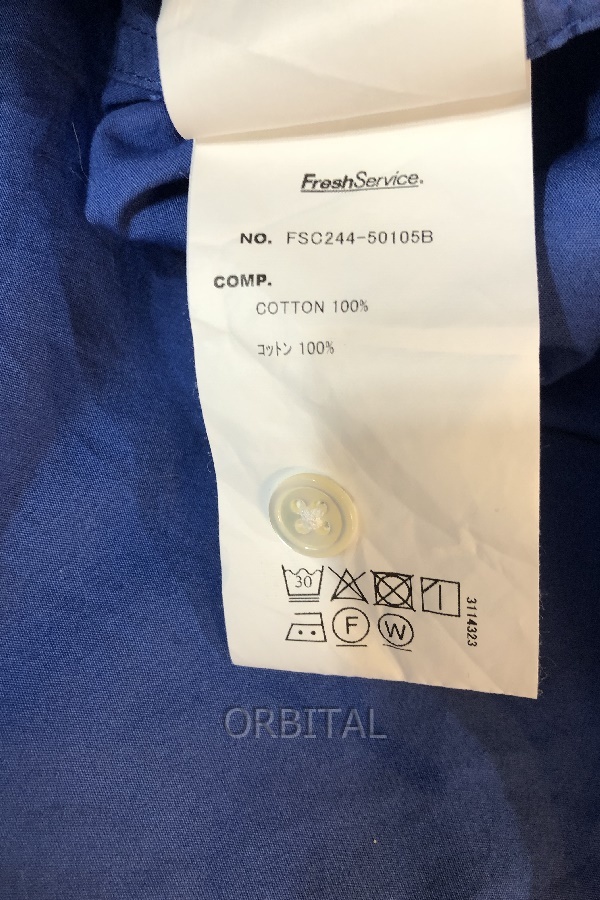 FreshService.
NO. FSC244-50105B
COMP.
COTTON 100%
コットン 100%
30
F W
3114323
ORBITAL